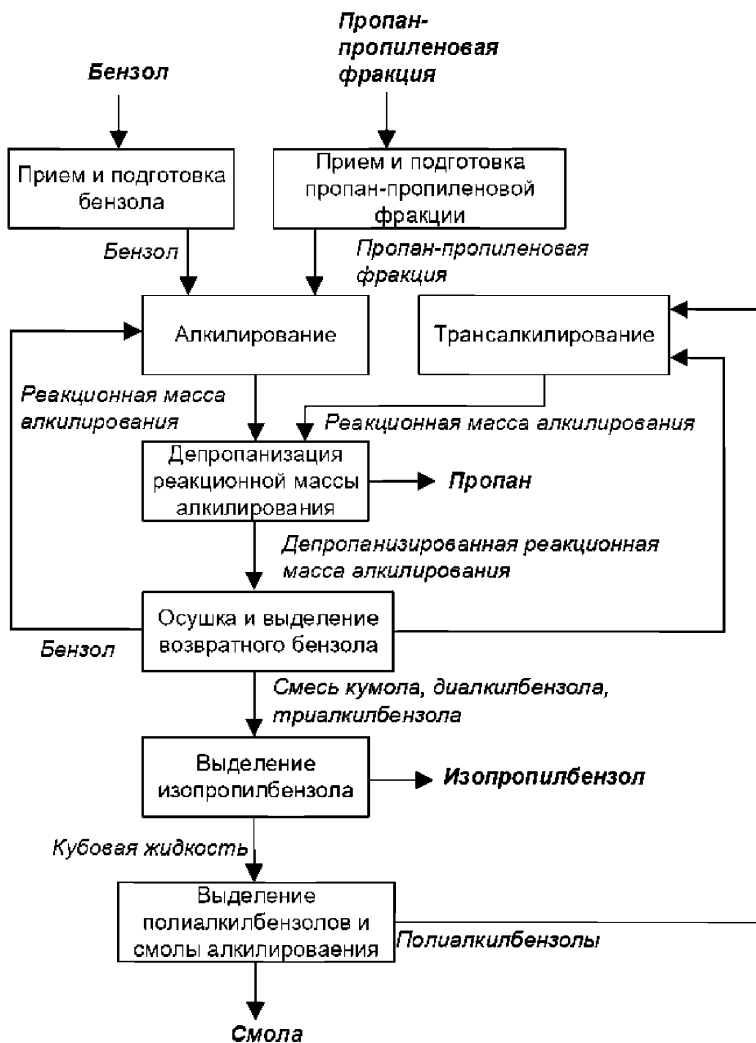 Бензол
Пропан-
пропиленовая
фракция
Прием и подготовка
бензола
Прием и подготовка
пропан-пропиленовой
фракции
Бензол
Пропан-пропиленовая
фракция
Алкилирование
Трансалкилирование
Реакционная масса
алкилирования
Реакционная масса алкилирования
Депропанизация
реакционной массы
алкилирования
Пропан
Депропанизированная реакционная
масса алкилирования
Осушка и выделение
возвратного бензола
Бензол
Смесь кумола, диалкилбензола,
триалкилбензола
Выделение
изопропилбензола
Изопропилбензол
Кубовая жидкость
Выделение
полиалкилбензолов и
смолы алкилироваения
Полиалкилбензолы
Смола